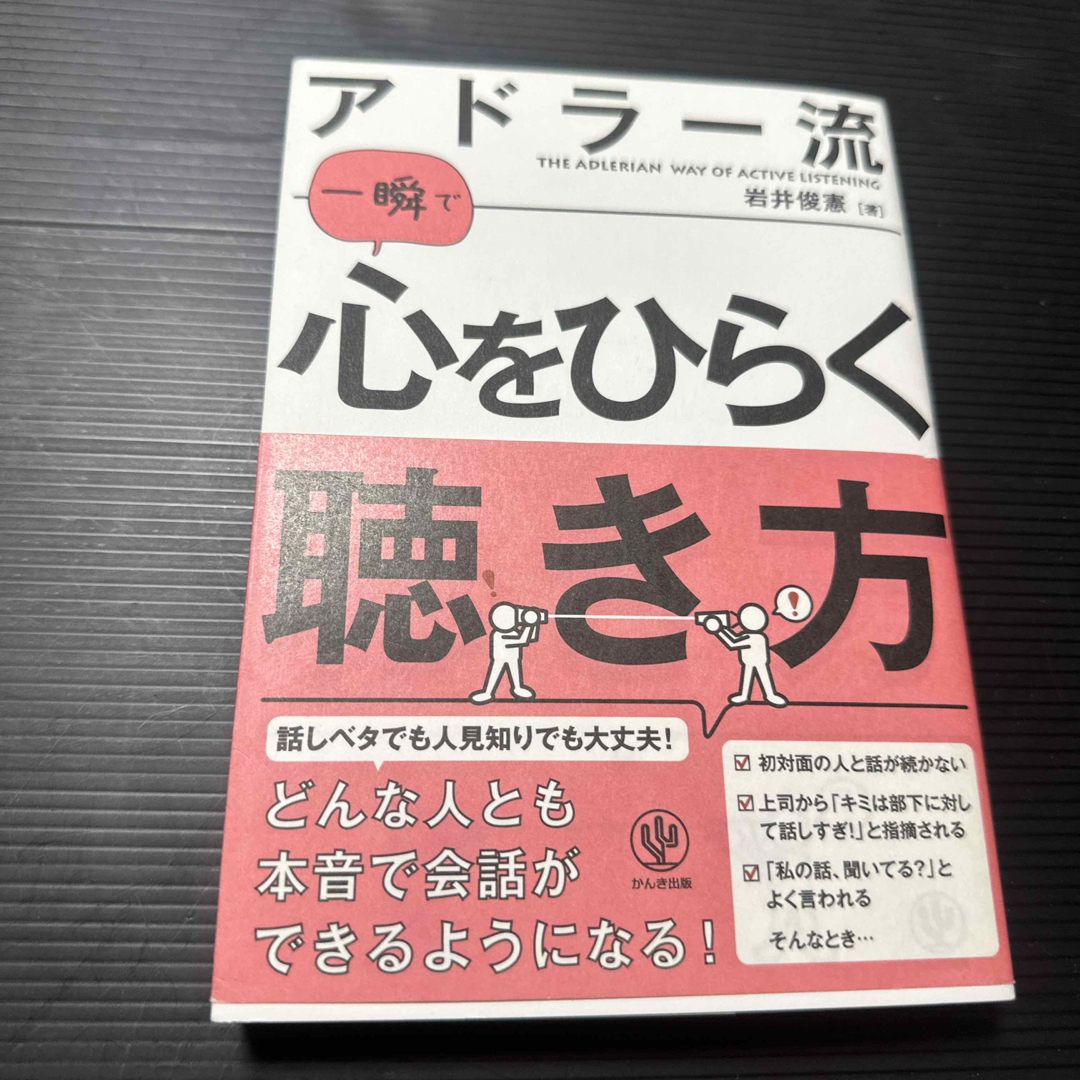 アドラー流
THE ADLERIAN WAY OF ACTIVE LISTENING
岩井俊憲 [著]
一瞬で
心をひらく
聴き方
!
!
話しベタでも人見知りでも大丈夫!
どんな人とも
本音で会話が
できるようになる!
かんき出版
☑ 初対面の人と話が続かない
☑ 上司から「キミは部下に対し
て話しすぎ!」と指摘される
☑ 「私の話、聞いてる?」と
よく言われる
そんなとき…